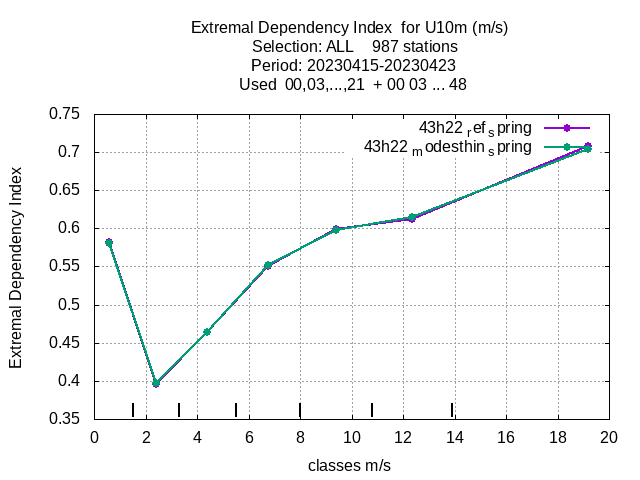 Extremal Dependency Index  for U10m (m/s)
Selection: ALL    987 stations
Period: 20230415-20230423
Used  00,03,...,21  + 00 03 ... 48
43h22 ref spring
43h22 modesthin spring
Extremal Dependency Index
0.75
0.7
0.65
0.6
0.55
0.5
0.45
0.4
0.35
0 2 4 6 8 10 12 14 16 18 20
classes m/s